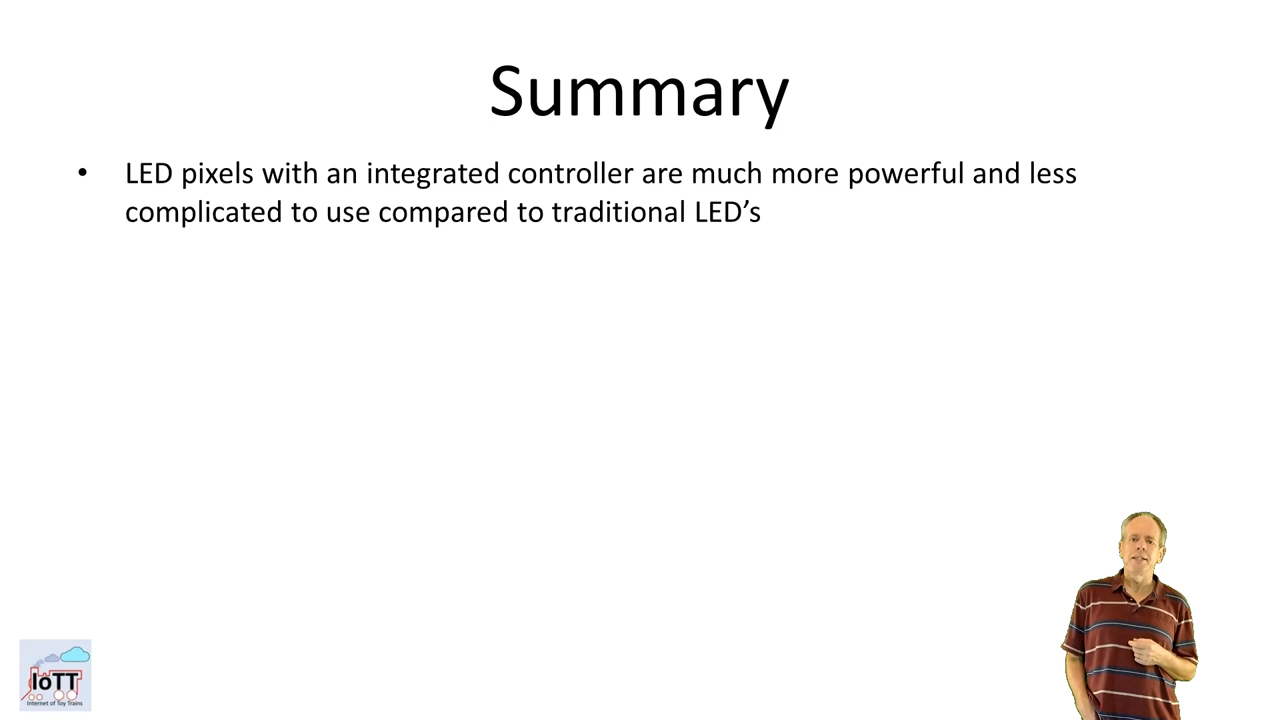 Summary
• LED pixels with an integrated controller are much more powerful and less
complicated to use compared to traditional LED’s
IoTT
Internet of Toy Trains